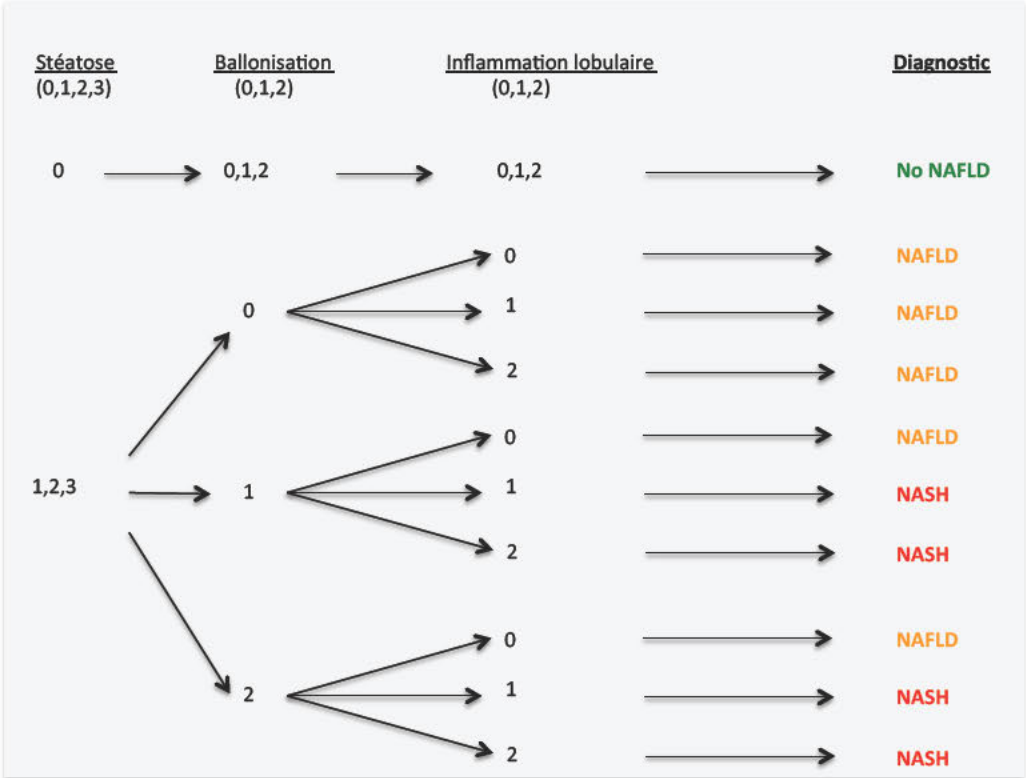 Stéatose Ballonisation Inflammation lobulaire Diagnostic
(0,1,2,3) (0,1,2) (0,1,2)
0 0,1,2 0,1,2 No NAFLD
0 NAFLD
0 1 NAFLD
2 NAFLD
0 NAFLD
1,2,3 1 1 NASH
2 NASH
0 NAFLD
2 1 NASH
2 NASH